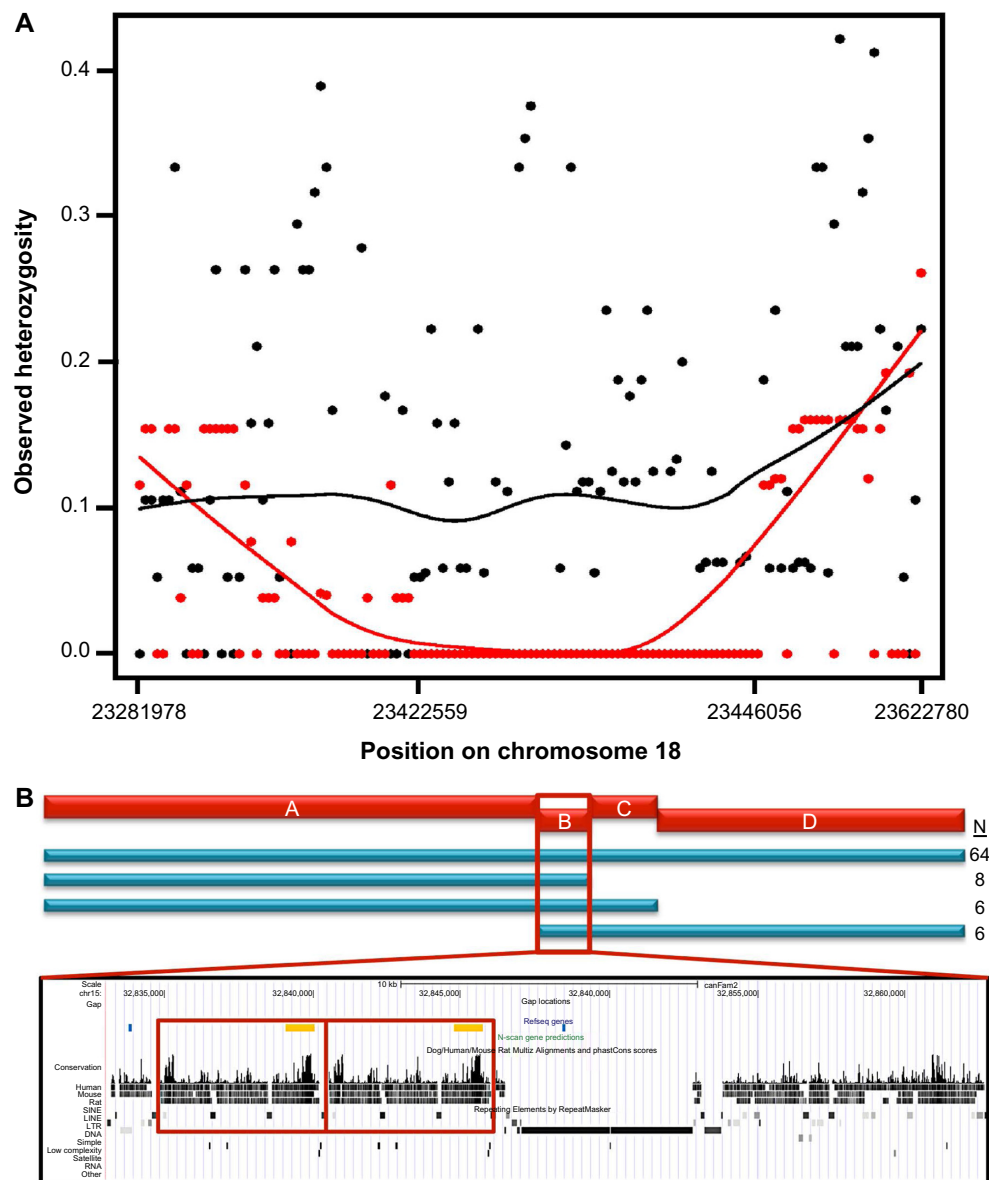 A
Observed heterozygosity
0.4
0.3
0.2
0.1
0.0
23281978
23422559
23446056
23622780
Position on chromosome 18
B
A
B
C
D
N
64
8
6
6
Scale
10 kb
canFam2
chr15:
32,835,000|
32,840,000|
32,845,000|
32,840,000|
32,855,000|
32,860,000|
Gap
Gap locations
Refseq genes
N-scan gene predictions
Dog/Human/Mouse Rat Multiz Alignments and phastCons scores
Conservation
Human
Mouse
Rat
Repeating Elements by RepeatMasker
SINE
LINE
LTR
DNA
Simple
Low complexity
Satellite
RNA
Other